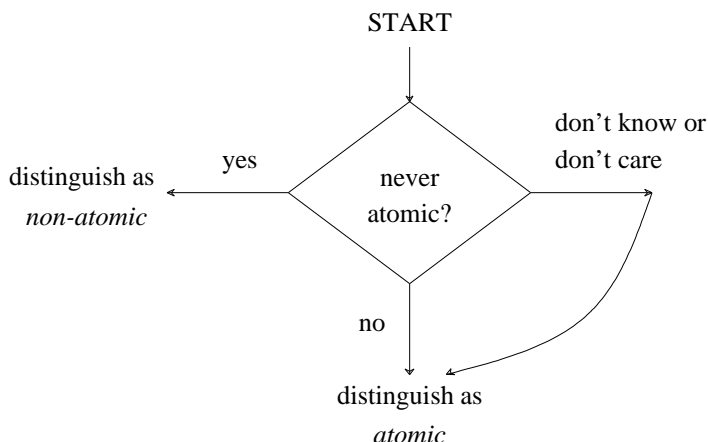 START
don’t know or
don’t care
yes
distinguish as
non-atomic
never
atomic?
no
distinguish as
atomic